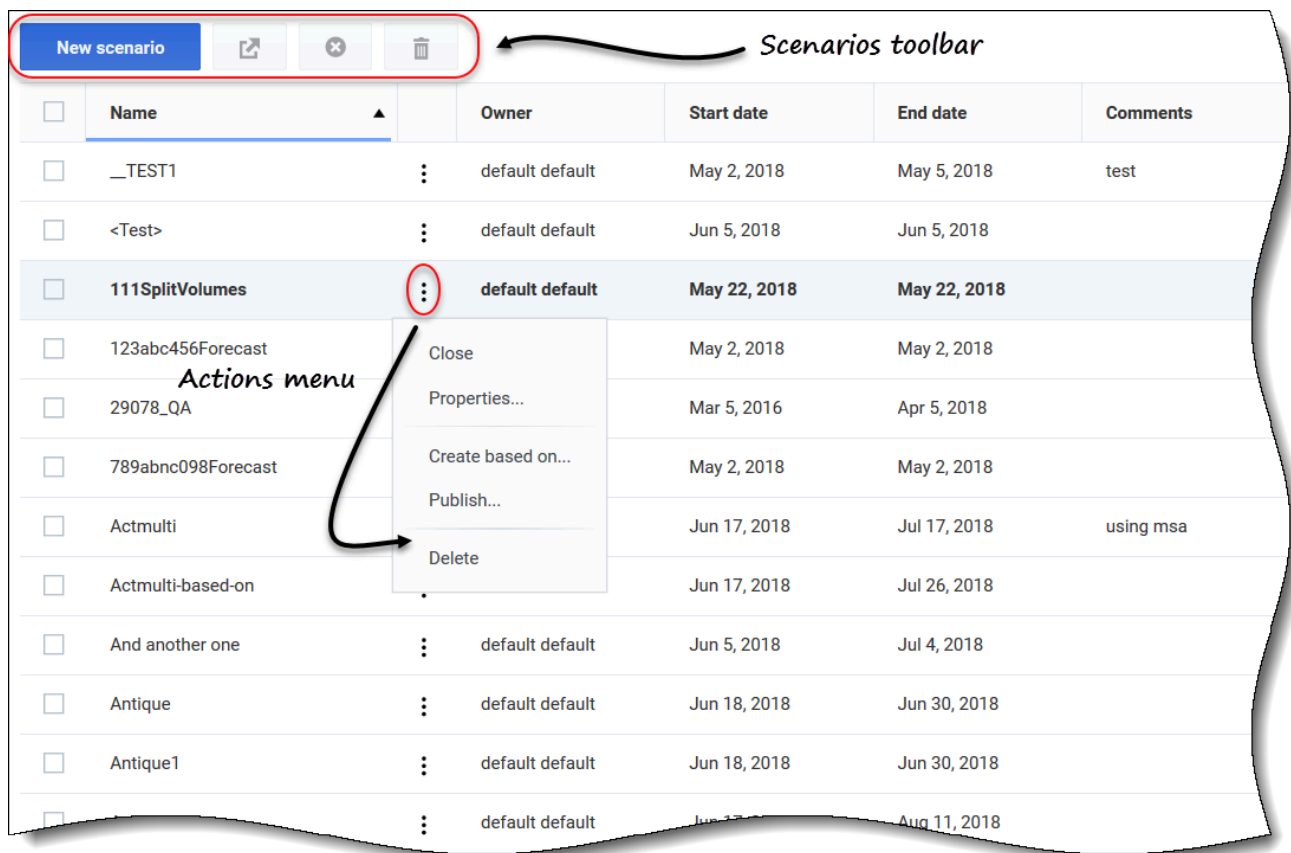 New scenario
Scenarios toolbar
Name Owner Start date End date Comments
__TEST1 default default May 2, 2018 May 5, 2018 test
<Test> default default Jun 5, 2018 Jun 5, 2018
111SplitVolumes default default May 22, 2018 May 22, 2018
123abc456Forecast May 2, 2018 May 2, 2018
Close
Actions menu
Properties...
29078_QA Mar 5, 2016 Apr 5, 2018
Create based on...
789abnc098Forecast May 2, 2018 May 2, 2018
Publish...
Actmulti Jun 17, 2018 Jul 17, 2018 using msa
Delete
Actmulti-based-on Jun 17, 2018 Jul 26, 2018
And another one default default Jun 5, 2018 Jul 4, 2018
Antique default default Jun 18, 2018 Jun 30, 2018
Antique1 default default Jun 18, 2018 Jun 30, 2018
default default Aug 11, 2018